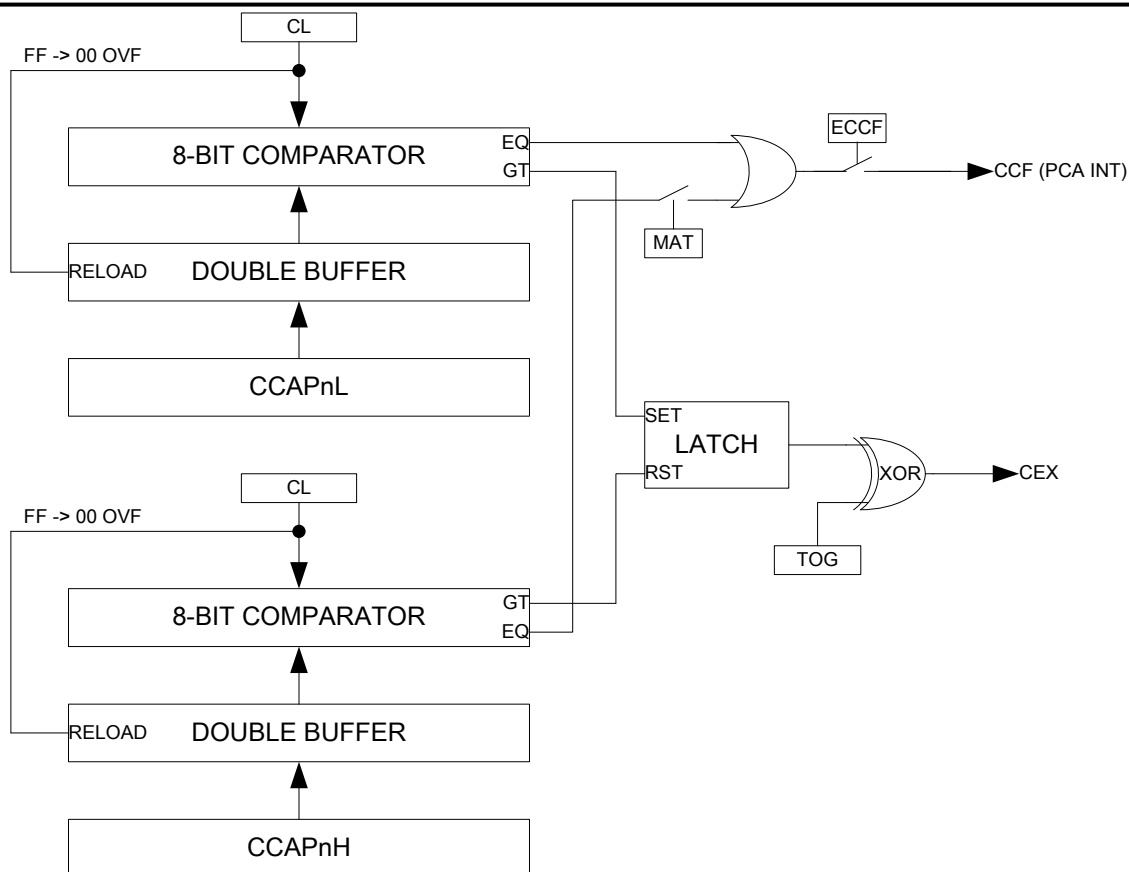 CL
FF -> 00 OVF
8-BIT COMPARATOR
EQ
GT
ECCF
CCF (PCA INT)
MAT
RELOAD
DOUBLE BUFFER
CCAPnL
SET
LATCH
RST
XOR
CEX
TOG
CL
FF -> 00 OVF
8-BIT COMPARATOR
GT
EQ
RELOAD
DOUBLE BUFFER
CCAPnH